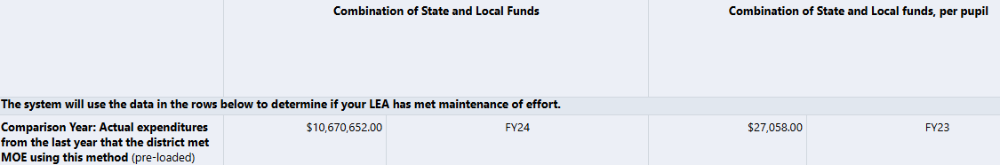 Combination of State and Local Funds
Combination of State and Local funds, per pupil
The system will use the data in the rows below to determine if your LEA has met maintenance of effort.
Comparison Year: Actual expenditures
from the last year that the district met
MOE using this method (pre-loaded)
$10,670,652.00
FY24
$27,058.00
FY23